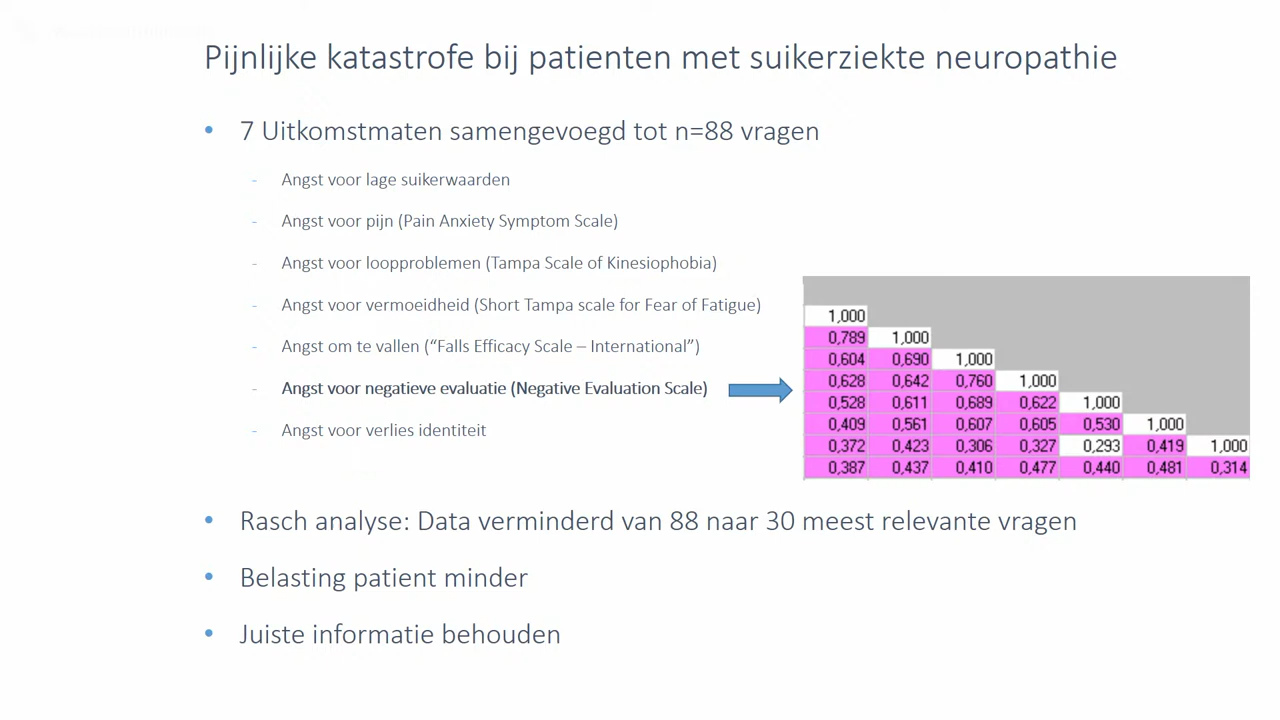 Pijnlijke katastrofe bij patienten met suikerziekte neuropathie
• 7 Uitkomstmaten samengevoegd tot n=88 vragen
- Angst voor lage suikerwaarden
- Angst voor pijn (Pain Anxiety Symptom Scale)
- Angst voor loopproblemen (Tampa Scale of Kinesiophobia)
- Angst voor vermoeidheid (Short Tampa scale for Fear of Fatigue)
- Angst om te vallen (“Falls Efficacy Scale – International”)
- Angst voor negatieve evaluatie (Negative Evaluation Scale)
- Angst voor verlies identiteit
1,000
0,789 1,000
0,604 0,690 1,000
0,628 0,642 0,760 1,000
0,528 0,611 0,689 0,622 1,000
0,409 0,561 0,607 0,605 0,530 1,000
0,372 0,423 0,306 0,327 0,293 0,419 1,000
0,387 0,437 0,410 0,477 0,440 0,481 0,314
• Rasch analyse: Data verminderd van 88 naar 30 meest relevante vragen
• Belasting patient minder
• Juiste informatie behouden